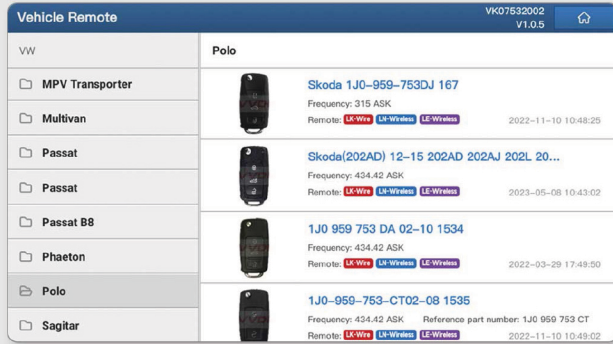 Vehicle Remote
VK07532002
V1.0.5
VW
MPV Transporter
Multivan
Passat
Passat
Passat B8
Phaeton
Polo
Sagitar
Polo
Skoda 1J0-959-753DJ 167
Frequency: 315 ASK
Remote: LK-Wire LN-Wireless LE-Wireless 2022-11-10 10:48:25
Skoda(202AD) 12-15 202AD 202AJ 202L 20...
Frequency: 434.42 ASK
Remote: LK-Wire LN-Wireless LE-Wireless 2023-05-08 10:43:02
1J0 959 753 DA 02-10 1534
Frequency: 434.42 ASK
Remote: LK-Wire LN-Wireless LE-Wireless 2022-03-29 17:49:50
1J0-959-753-CT02-08 1535
Frequency: 434.42 ASK Reference part number: 1J0 959 753 CT
Remote: LK-Wire LN-Wireless LE-Wireless 2022-11-10 10:49:02